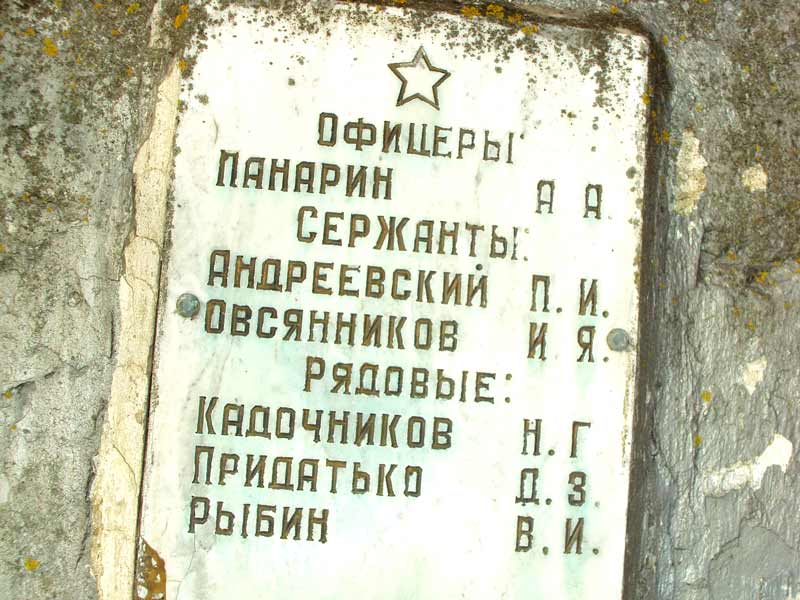 ОФИЦЕРЫ
ПАНАРИН А А
СЕРЖАНТЫ:
АНДРЕЕВСКИЙ П. И.
ОВСЯННИКОВ И Я.
РЯДОВЫЕ:
КАДОЧНИКОВ Н. Г
ПРИДАТЬКО Д. З.
РЫБИН В. И.